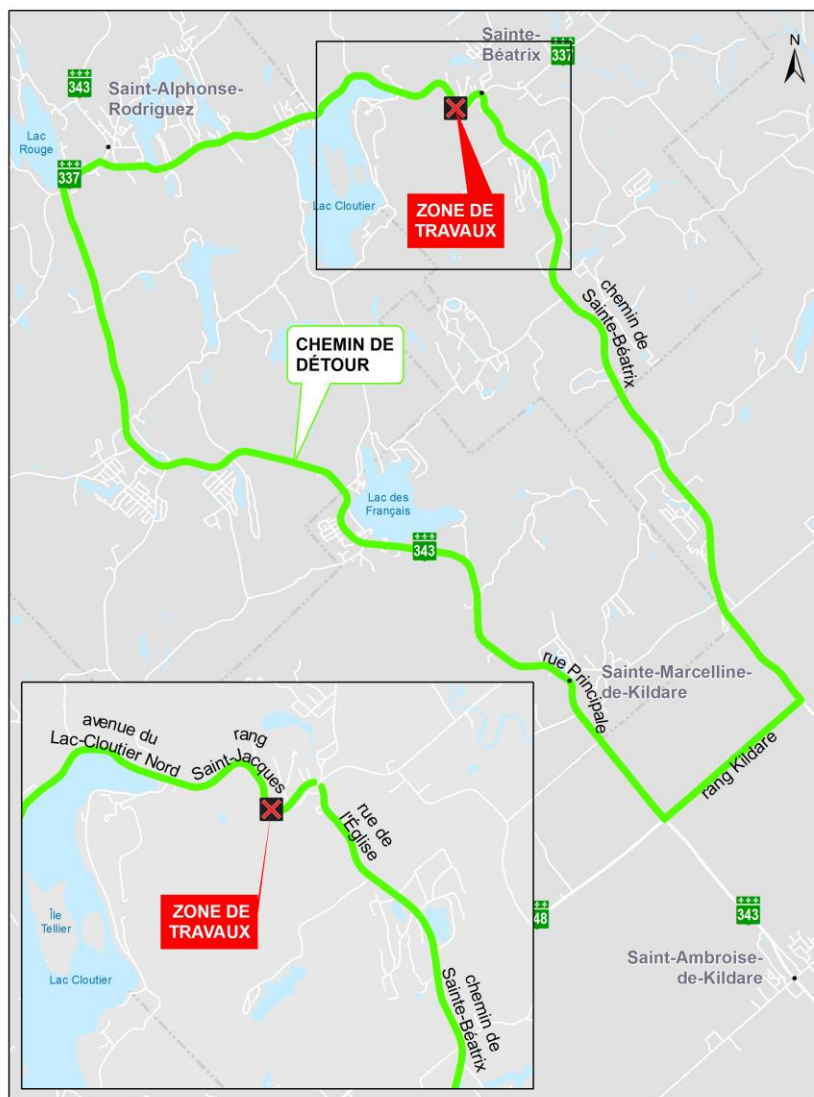 Sainte-
Béatrix
337
N
343
Saint-Alphonse-
Rodriguez
Lac
Rouge
337
Lac Cloutier
ZONE DE
TRAVAUX
chemin de
Sainte-Béatrix
CHEMIN DE
DÉTOUR
Lac des
Français
343
rue Principale
Sainte-Marcelline-
de-Kildare
rang Kildare
avenue du
Lac-Cloutier Nord
rang
Saint-Jacques
rue de
l'Église
ZONE DE
TRAVAUX
Île
Tellier
Lac Cloutier
chemin de
Sainte-Béatrix
48
343
Saint-Ambroise-
de-Kildare